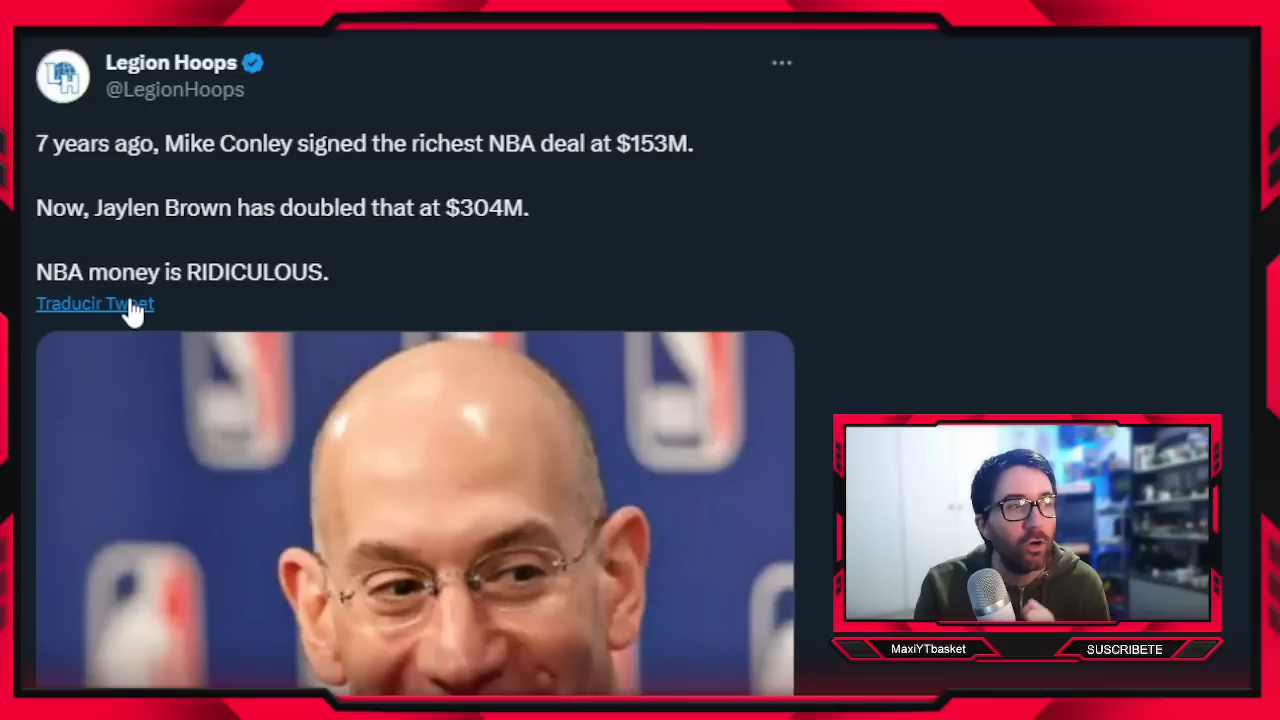 Legion Hoops
@LegionHoops
7 years ago, Mike Conley signed the richest NBA deal at $153M.
Now, Jaylen Brown has doubled that at $304M.
NBA money is RIDICULOUS.
Traducir Tweet
MaxiYTbasket
SUSCRIBETE